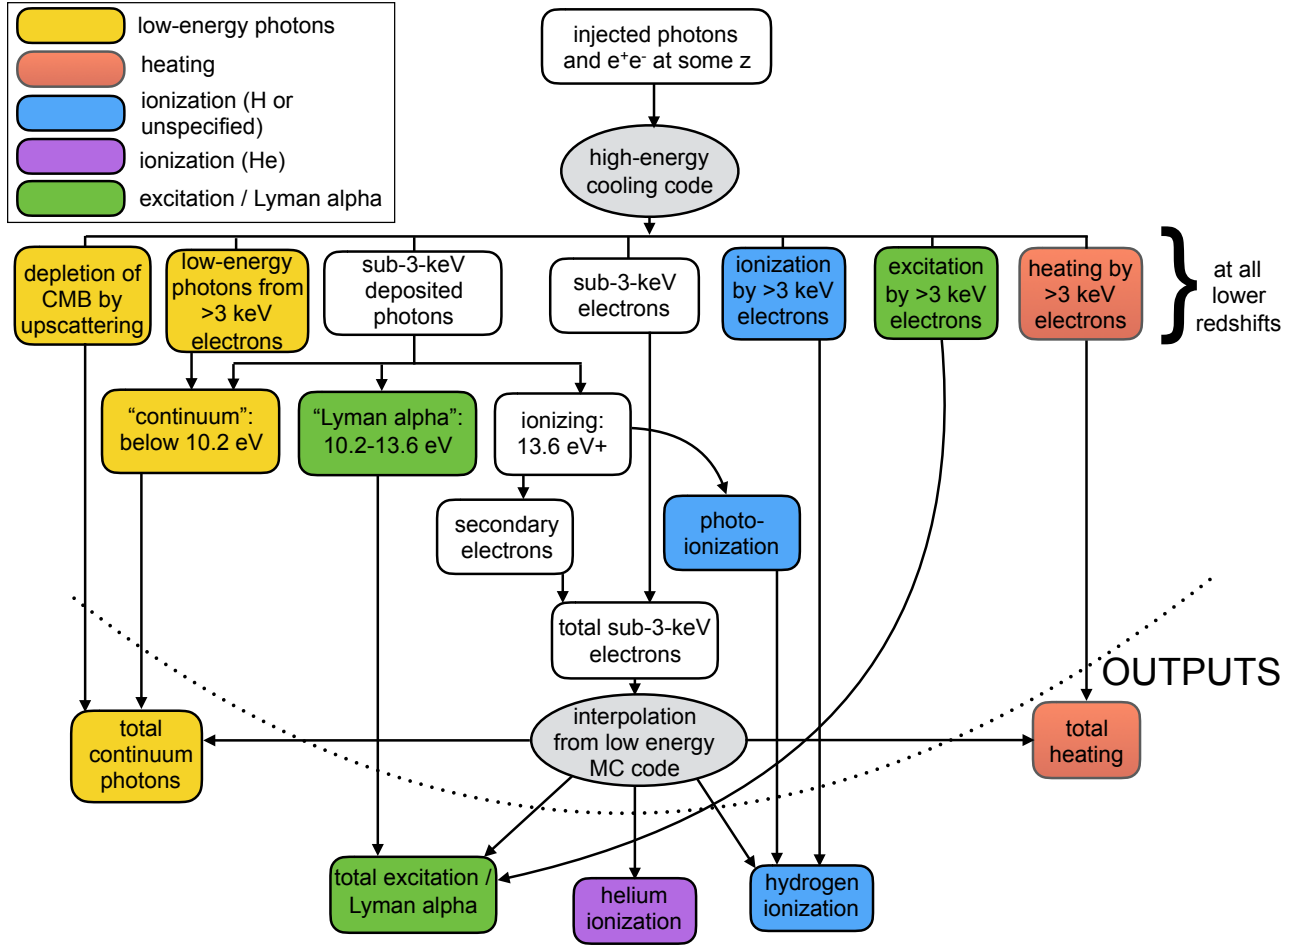 low-energy photons
heating
ionization (H or
unspecified)
ionization (He)
excitation / Lyman alpha
injected photons
and e⁺e⁻ at some z
high-energy
cooling code
depletion of
CMB by
upscattering
low-energy
photons from
>3 keV
electrons
sub-3-keV
deposited
photons
sub-3-keV
electrons
ionization
by >3 keV
electrons
excitation
by >3 keV
electrons
heating by
>3 keV
electrons
}
at all
lower
redshifts
“continuum”:
below 10.2 eV
“Lyman alpha”:
10.2-13.6 eV
ionizing:
13.6 eV+
secondary
electrons
photo-
ionization
total sub-3-keV
electrons
OUTPUTS
interpolation
from low energy
MC code
total
continuum
photons
total
heating
total excitation /
Lyman alpha
helium
ionization
hydrogen
ionization